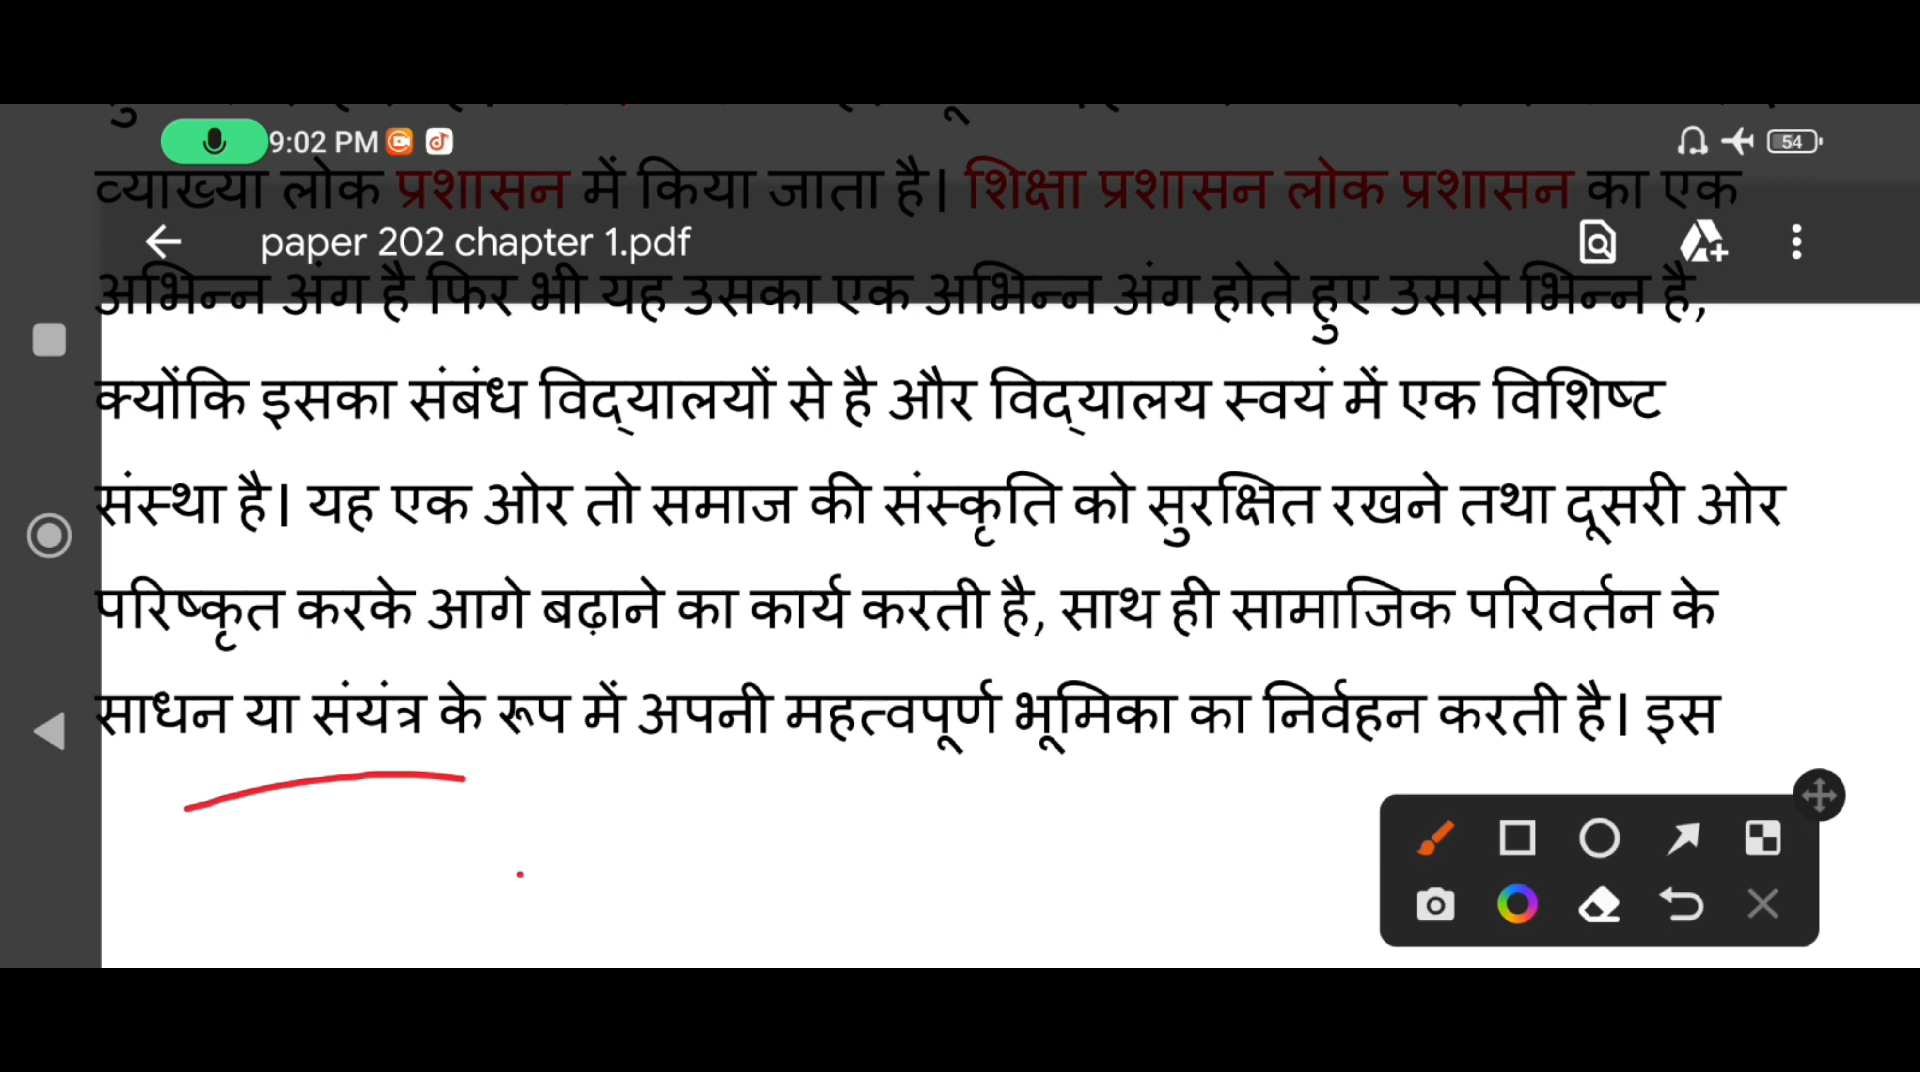 9:02 PM
54
व्याख्या लोक प्रशासन में किया जाता है। शिक्षा प्रशासन लोक प्रशासन का एक
paper 202 chapter 1.pdf
अभिन्न अंग है फिर भी यह उसका एक अभिन्न अंग होते हुए उससे भिन्न है,
क्योंकि इसका संबंध विद्यालयों से है और विद्यालय स्वयं में एक विशिष्ट
संस्था है। यह एक ओर तो समाज की संस्कृति को सुरक्षित रखने तथा दूसरी ओर
परिष्कृत करके आगे बढ़ाने का कार्य करती है, साथ ही सामाजिक परिवर्तन के
साधन या संयंत्र के रूप में अपनी महत्वपूर्ण भूमिका का निर्वहन करती है। इस